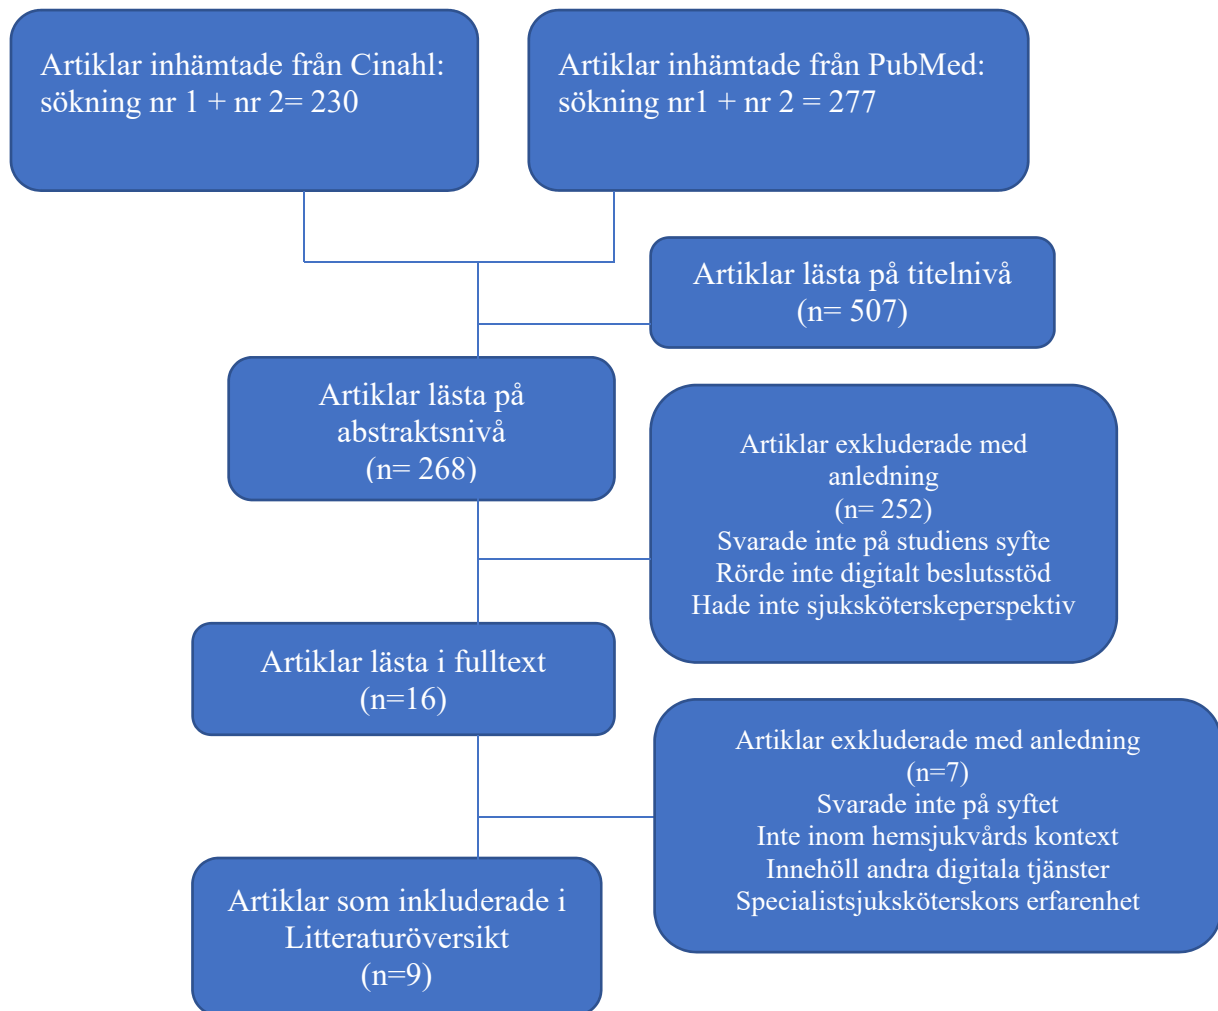 Artiklar inhämtade från Cinahl:
sökning nr 1 + nr 2= 230
Artiklar inhämtade från PubMed:
sökning nr1 + nr 2 = 277
Artiklar lästa på titelnivå
(n= 507)
Artiklar lästa på
abstraktsnivå
(n= 268)
Artiklar exkluderade med
anledning
(n= 252)
Svarade inte på studiens syfte
Rörde inte digitalt beslutsstöd
Hade inte sjuksköterskeperspektiv
Artiklar lästa i fulltext
(n=16)
Artiklar exkluderade med anledning
(n=7)
Svarade inte på syftet
Inte inom hemsjukvårds kontext
Innehöll andra digitala tjänster
Specialistsjuksköterskors erfarenhet
Artiklar som inkluderade i
Litteraturöversikt
(n=9)